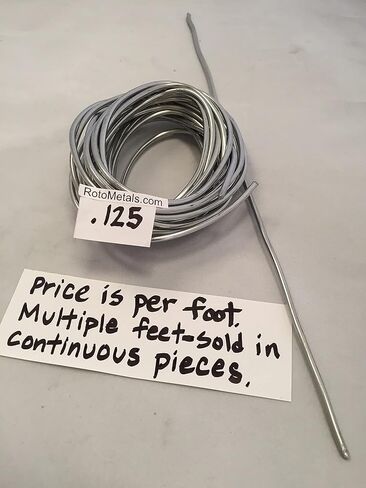 RotoMetals.com
.125
Price is per foot.
Multiple feet-sold in
continuous pieces.